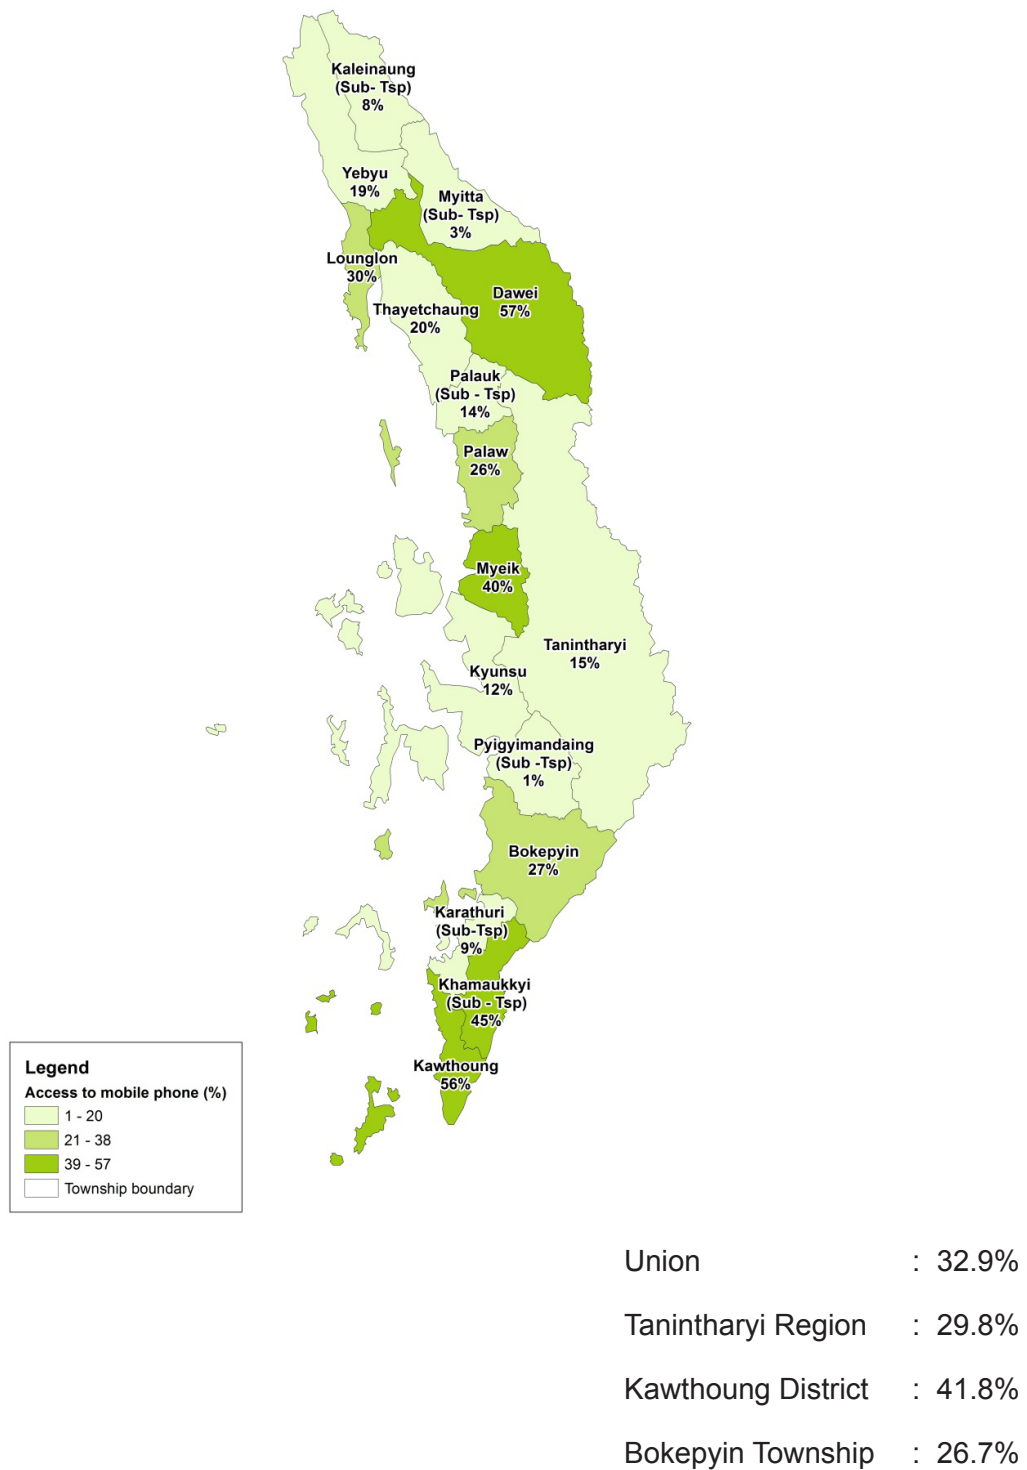 Kaleinaung
(Sub- Tsp)
8%
Yebyu
19%
Myitta
(Sub- Tsp)
3%
Lounglon
30%
Dawei
57%
Thayetchaung
20%
Palauk
(Sub - Tsp)
14%
Palaw
26%
Myeik
40%
Tanintharyi
15%
Kyunsu
12%
Pyigyimandaing
(Sub -Tsp)
1%
Bokepyin
27%
Karathuri
(Sub-Tsp)
9%
Khamaukkyi
(Sub - Tsp)
45%
Kawthoung
56%
Legend
Access to mobile phone (%)
1 - 20
21 - 38
39 - 57
Township boundary
Union : 32.9%
Tanintharyi Region : 29.8%
Kawthoung District : 41.8%
Bokepyin Township : 26.7%